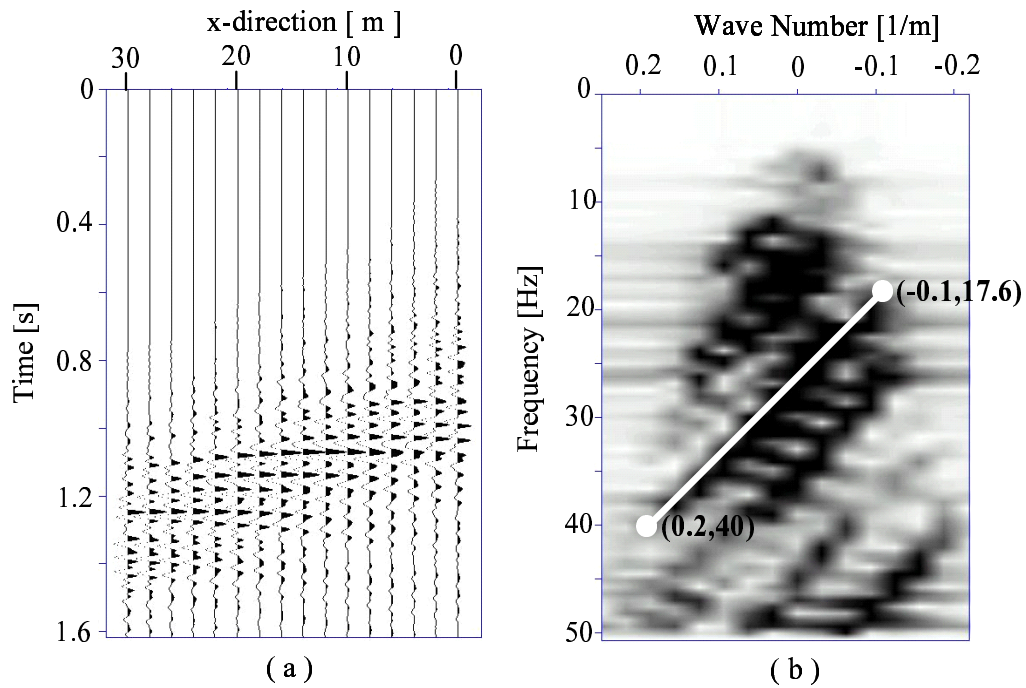 x-direction [ m ]
30 20 10 0
0
0.4
0.8
1.2
1.6
Time [s]
( a )
Wave Number [1/m]
0.2 0.1 0 -0.1 -0.2
0
10
20
30
40
50
Frequency [Hz]
(-0.1,17.6)
(0.2,40)
( b )